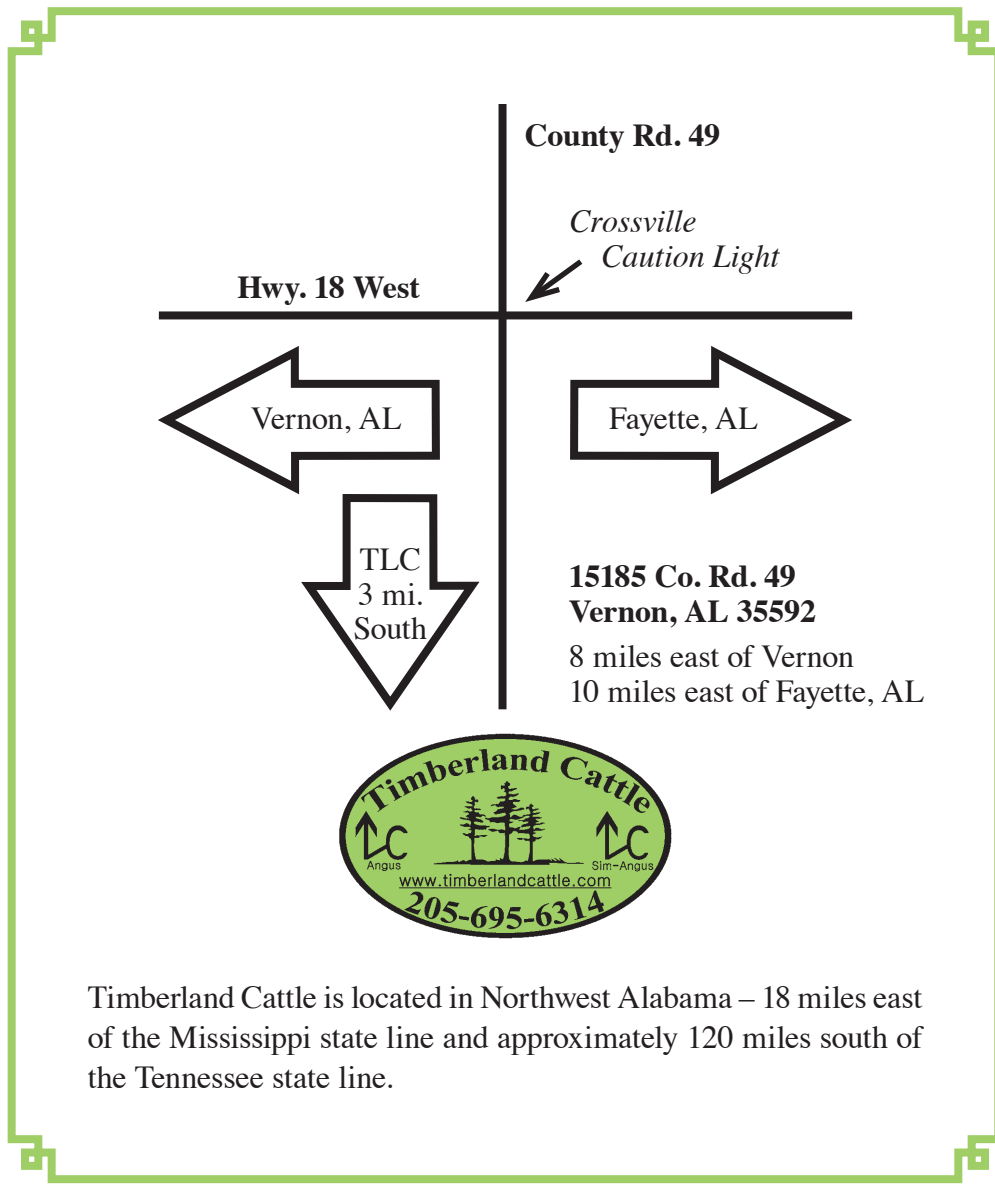 County Rd. 49
Crossville
Caution Light
Hwy. 18 West
Vernon, AL
Fayette, AL
TLC
3 mi.
South
15185 Co. Rd. 49
Vernon, AL 35592
8 miles east of Vernon
10 miles east of Fayette, AL
Timberland Cattle
LC
Angus
LC
Sim-Angus
www.timberlandcattle.com
205-695-6314
Timberland Cattle is located in Northwest Alabama – 18 miles east
of the Mississippi state line and approximately 120 miles south of
the Tennessee state line.